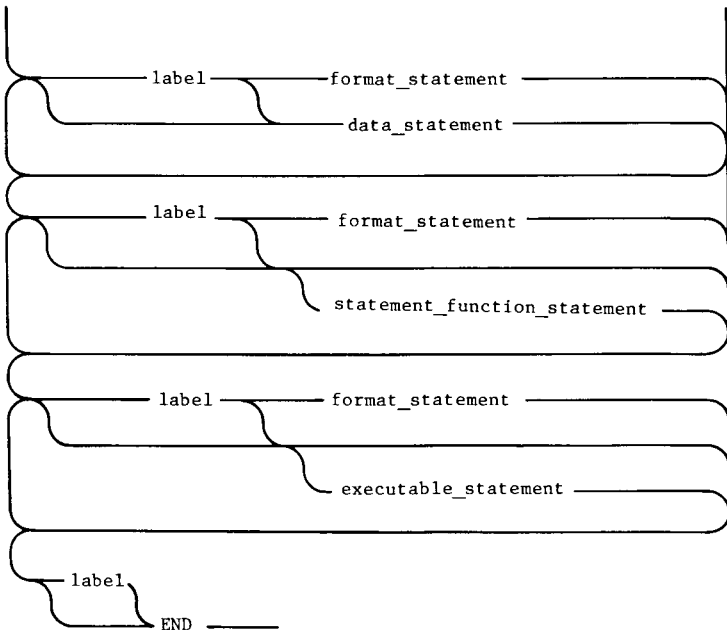 label format_statement
data_statement
label format_statement
statement_function_statement
label format_statement
executable_statement
label
END